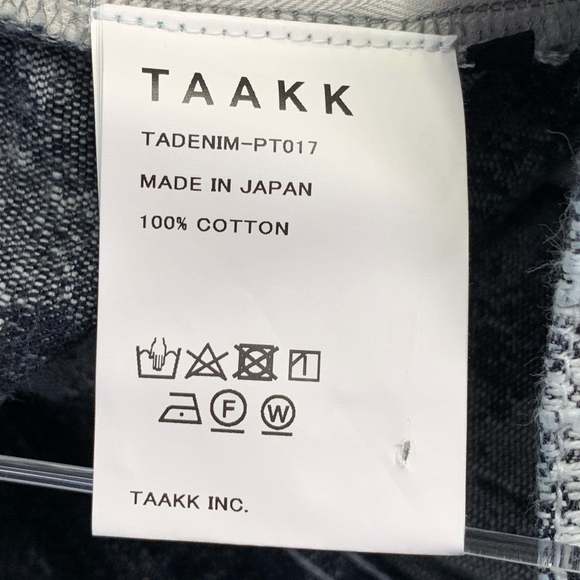 TAAKK
TADENIM-PT017
MADE IN JAPAN
100% COTTON
F W
TAAKK INC.